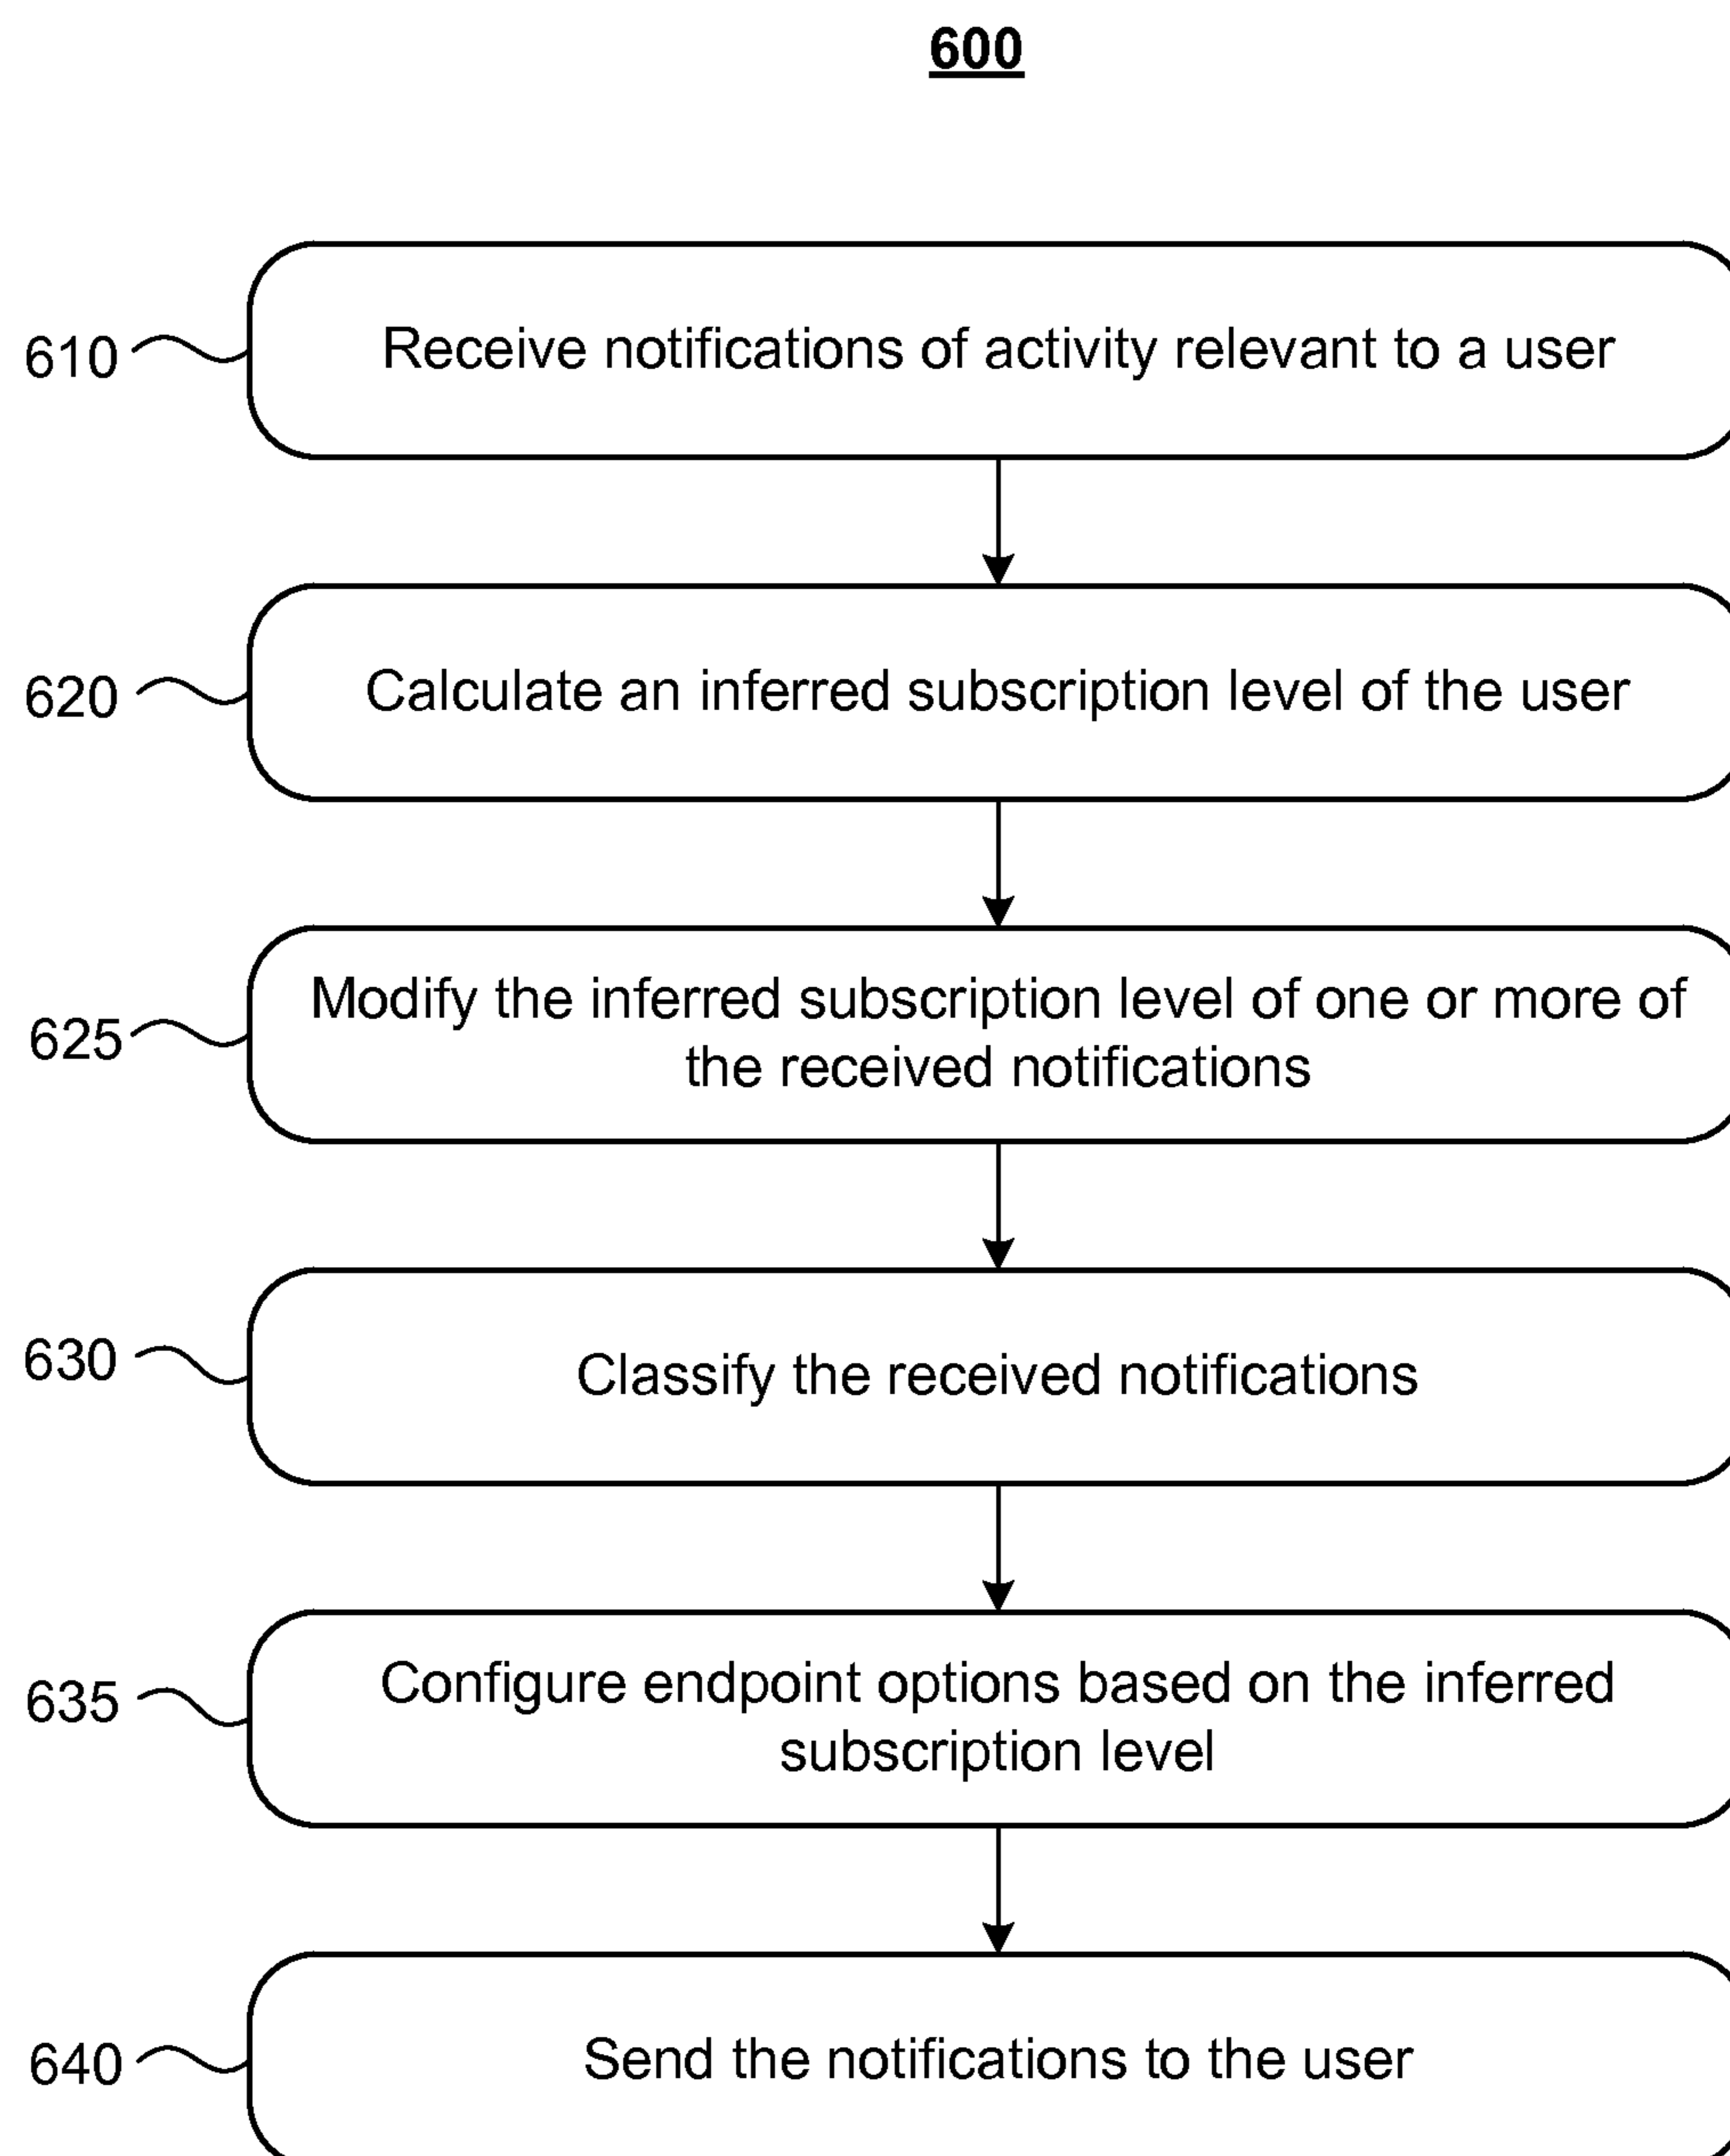 600
610
Receive notifications of activity relevant to a user
620
Calculate an inferred subscription level of the user
625
Modify the inferred subscription level of one or more of
the received notifications
630
Classify the received notifications
635
Configure endpoint options based on the inferred
subscription level
640
Send the notifications to the user